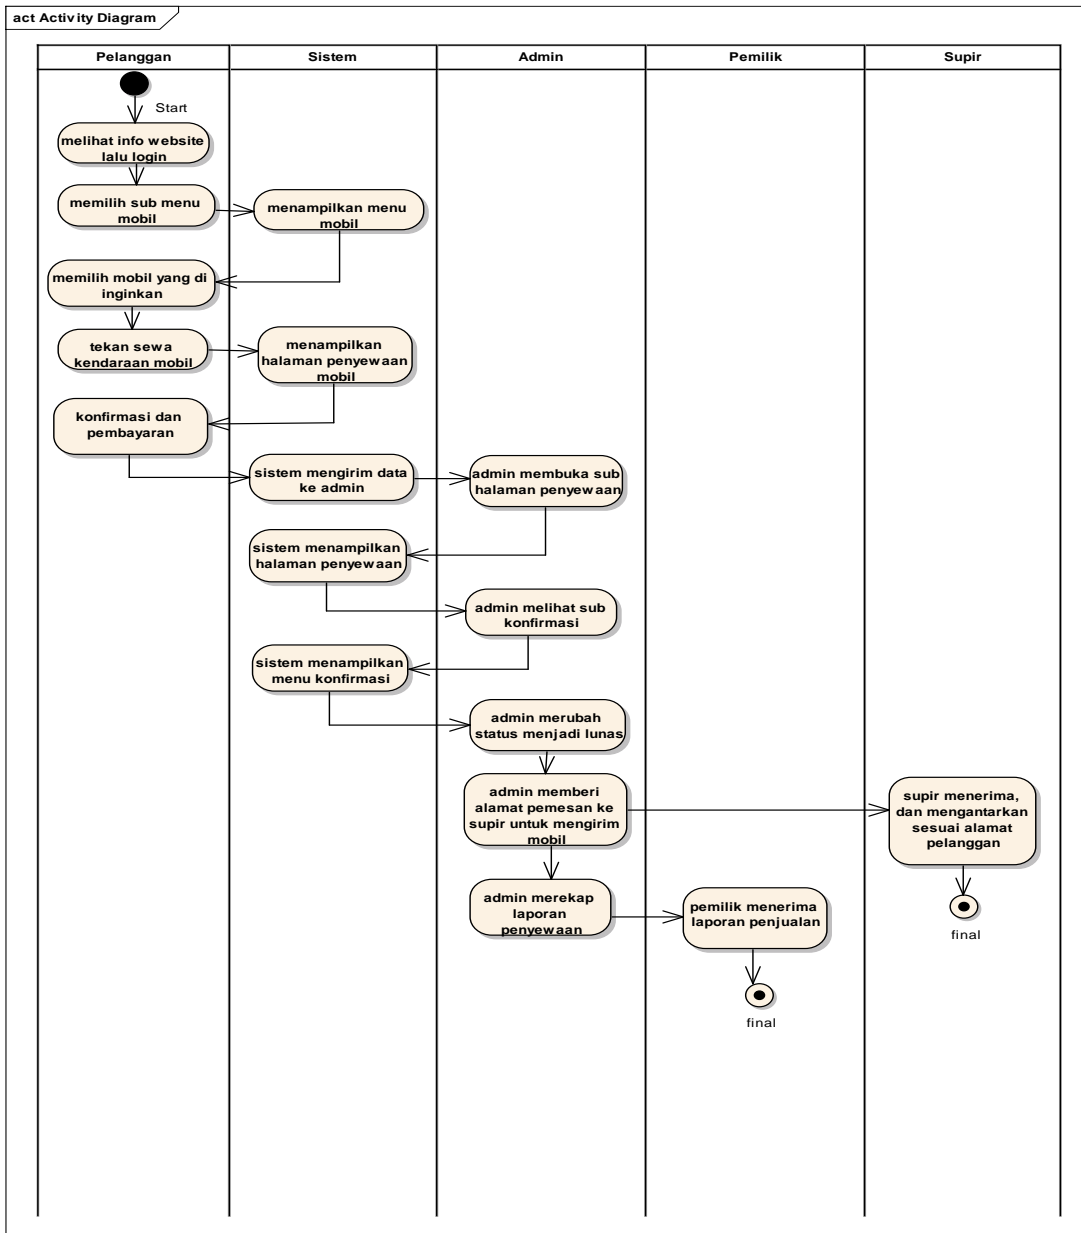 act Activity Diagram
Pelanggan
Sistem
Admin
Pemilik
Supir
Start
melihat info website
lalu login
memilih sub menu
mobil
menampilkan menu
mobil
memilih mobil yang di
inginkan
tekan sewa
kendaraan mobil
menampilkan
halaman penyewaan
mobil
konfirmasi dan
pembayaran
sistem mengirim data
ke admin
admin membuka sub
halaman penyewaan
sistem menampilkan
halaman penyewaan
admin melihat sub
konfirmasi
sistem menampilkan
menu konfirmasi
admin merubah
status menjadi lunas
admin memberi
alamat pemesan ke
supir untuk mengirim
mobil
supir menerima,
dan mengantarkan
sesuai alamat
pelanggan
admin merekap
laporan
penyewaan
pemilik menerima
laporan penjualan
final
final